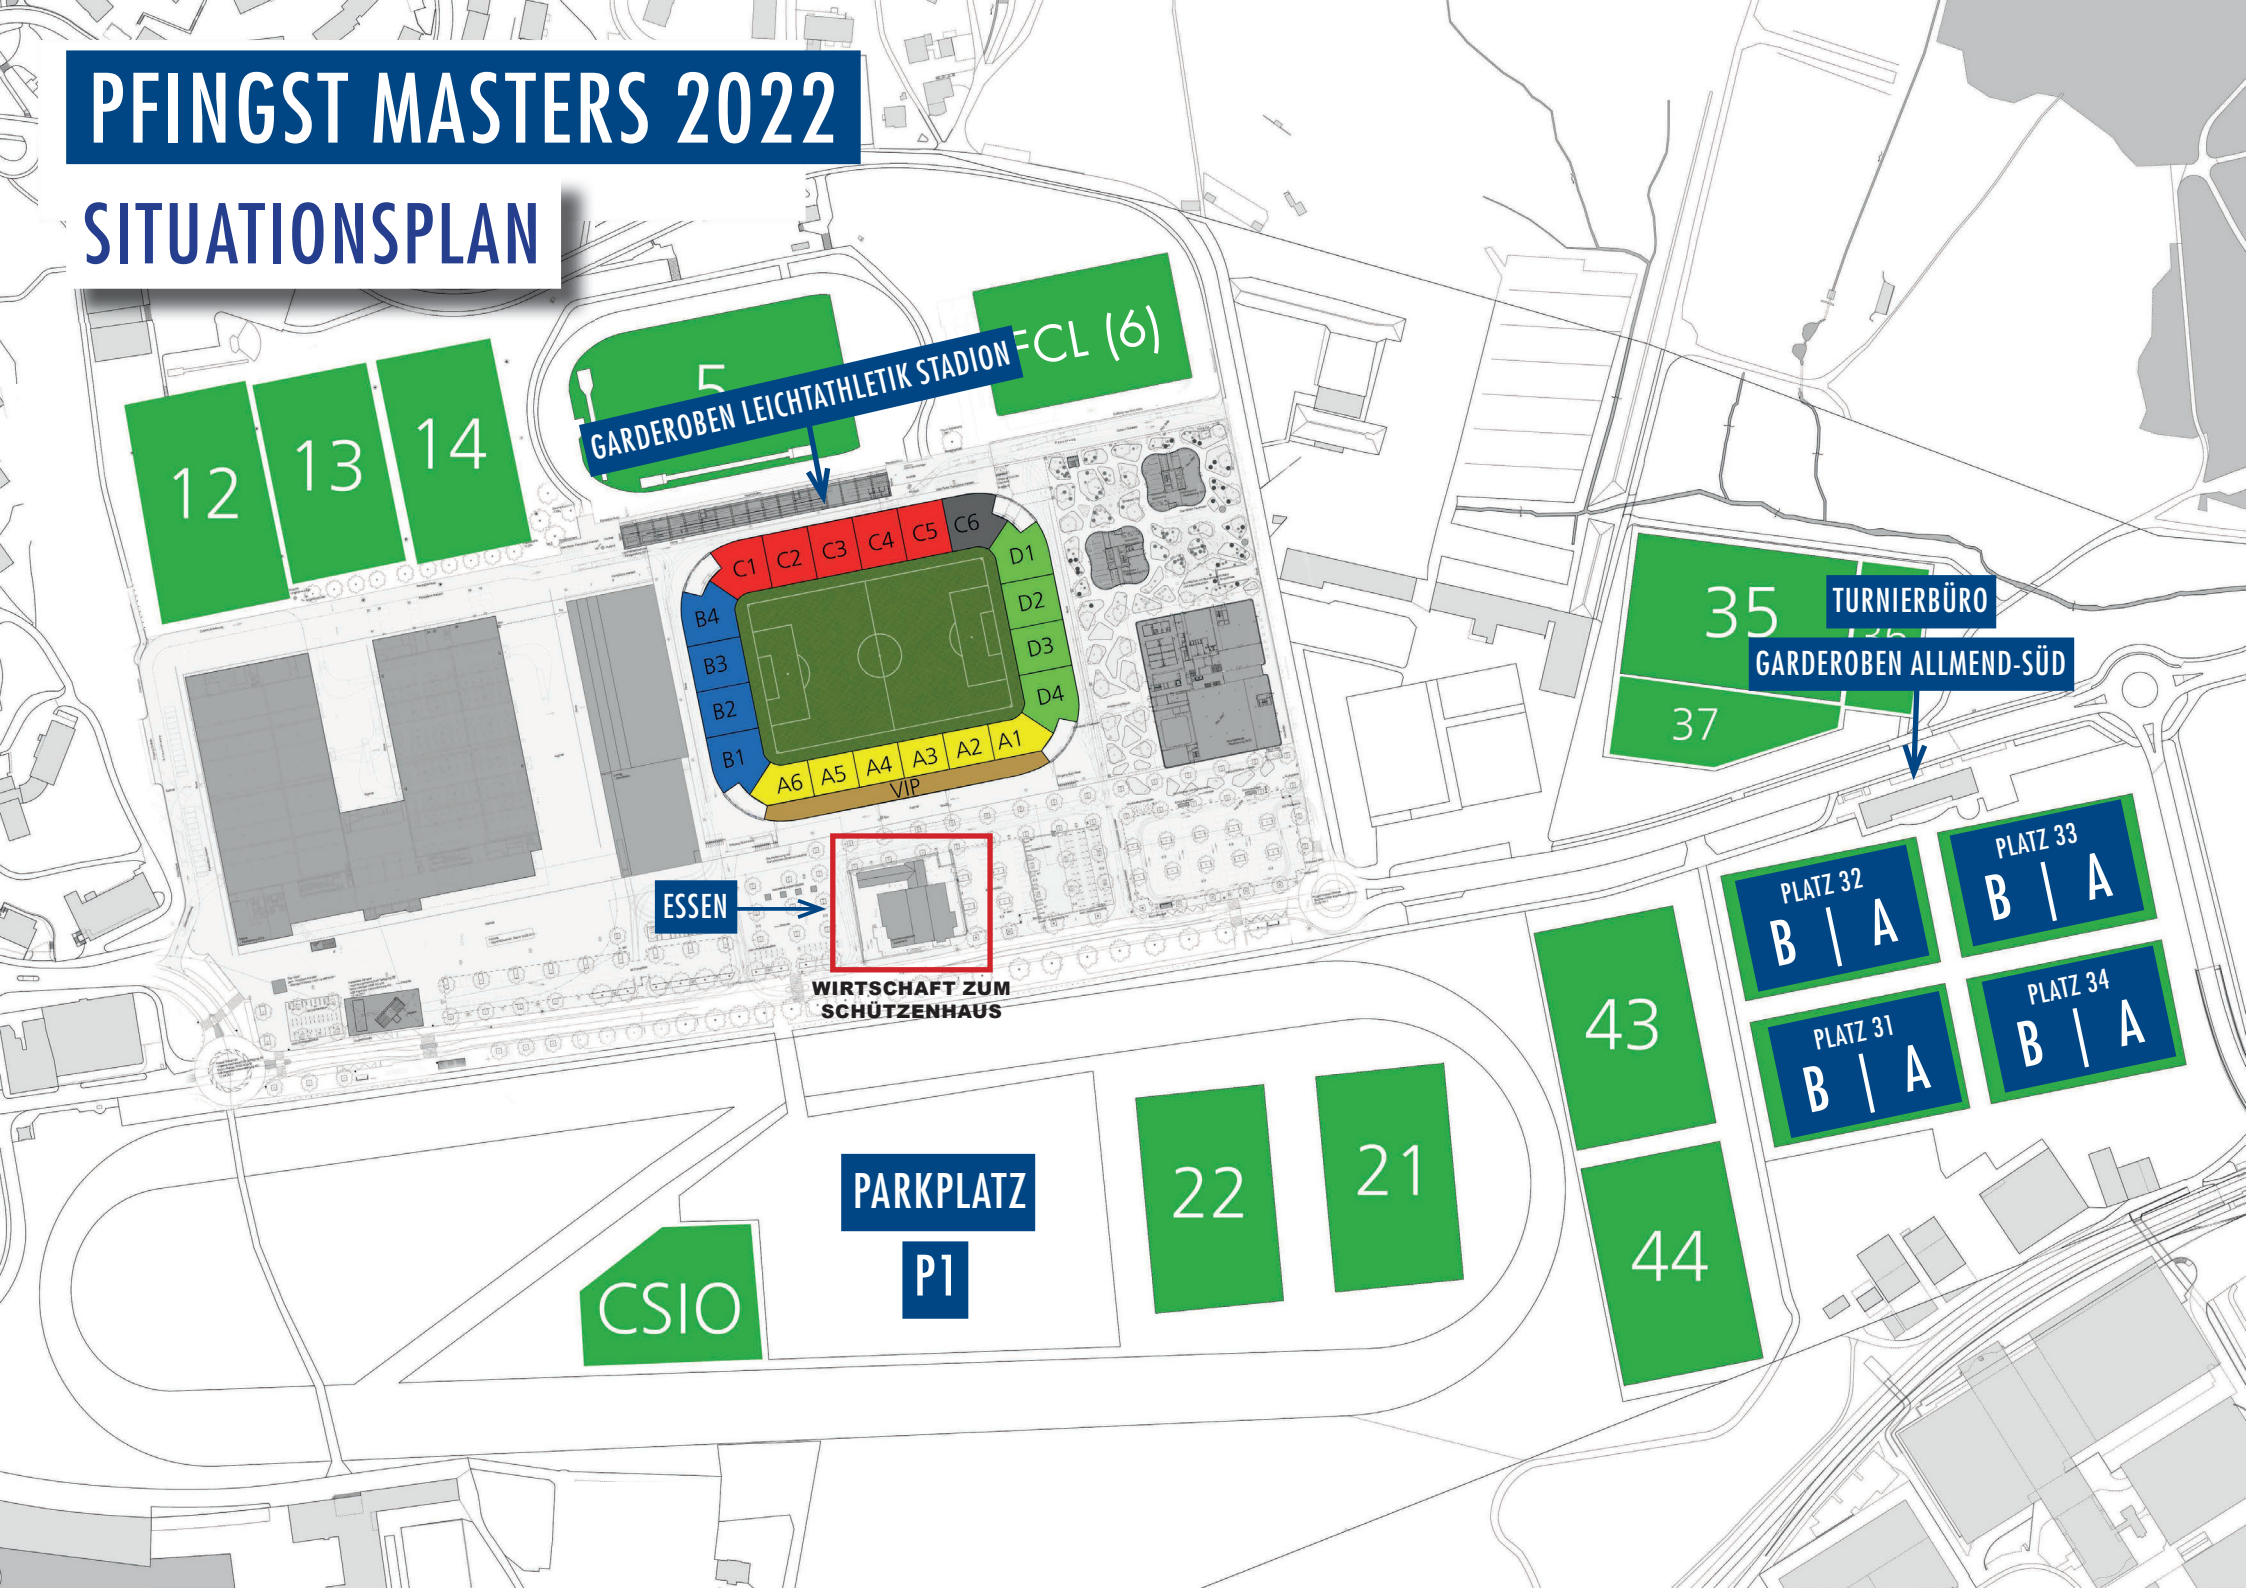 PFINGST MASTERS 2022
SITUATIONSPLAN
12
13
14
5
FCL (6)
GARDEROBEN LEICHTATHLETIK STADION
C1
C2
C3
C4
C5
C6
D1
D2
D3
D4
B4
B3
B2
B1
A6
A5
A4
A3
A2
A1
VIP
35
36
37
TURNIERBÜRO
GARDEROBEN ALLMEND-SÜD
ESSEN
WIRTSCHAFT ZUM
SCHÜTZENHAUS
PLATZ 32
B | A
PLATZ 33
B | A
PLATZ 31
B | A
PLATZ 34
B | A
43
44
22
21
PARKPLATZ
P1
CSIO